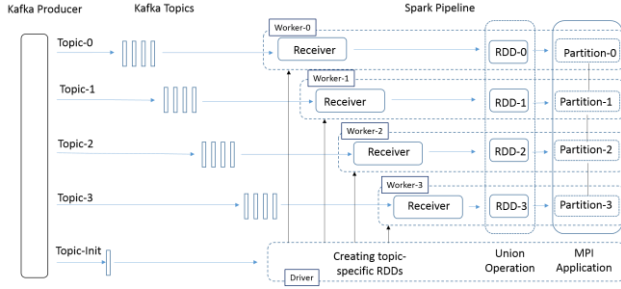 Kafka Producer
Kafka Topics
Spark Pipeline
Topic-0
Worker-0
Receiver
RDD-0
Partition-0
Topic-1
Worker-1
Receiver
RDD-1
Partition-1
Topic-2
Worker-2
Receiver
RDD-2
Partition-2
Topic-3
Worker-3
Receiver
RDD-3
Partition-3
Topic-Init
Creating topic-
specific RDDs
Union
Operation
MPI
Application
Driver